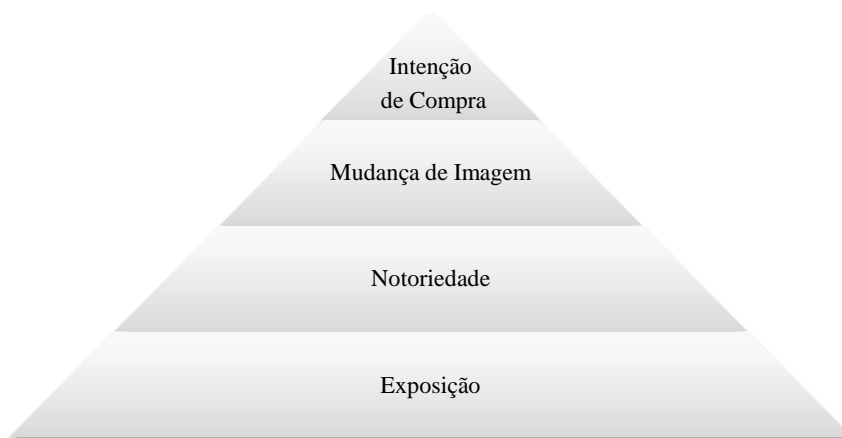 Intenção
de Compra
Mudança de Imagem
Notoriedade
Exposição